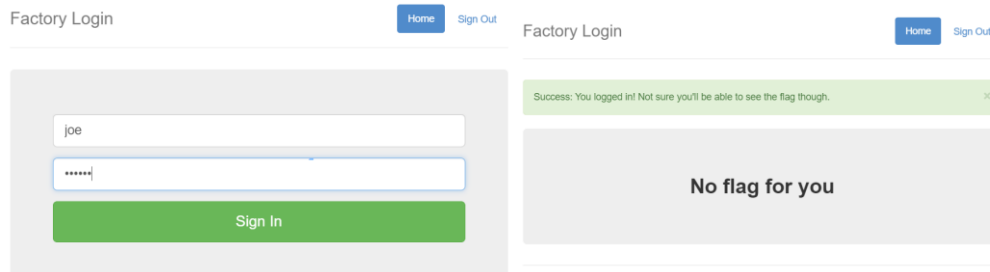 Factory Login
Home
Sign Out
joe
••••••
Sign In
Factory Login
Home
Sign Out
Success: You logged in! Not sure you'll be able to see the flag though.
×
No flag for you